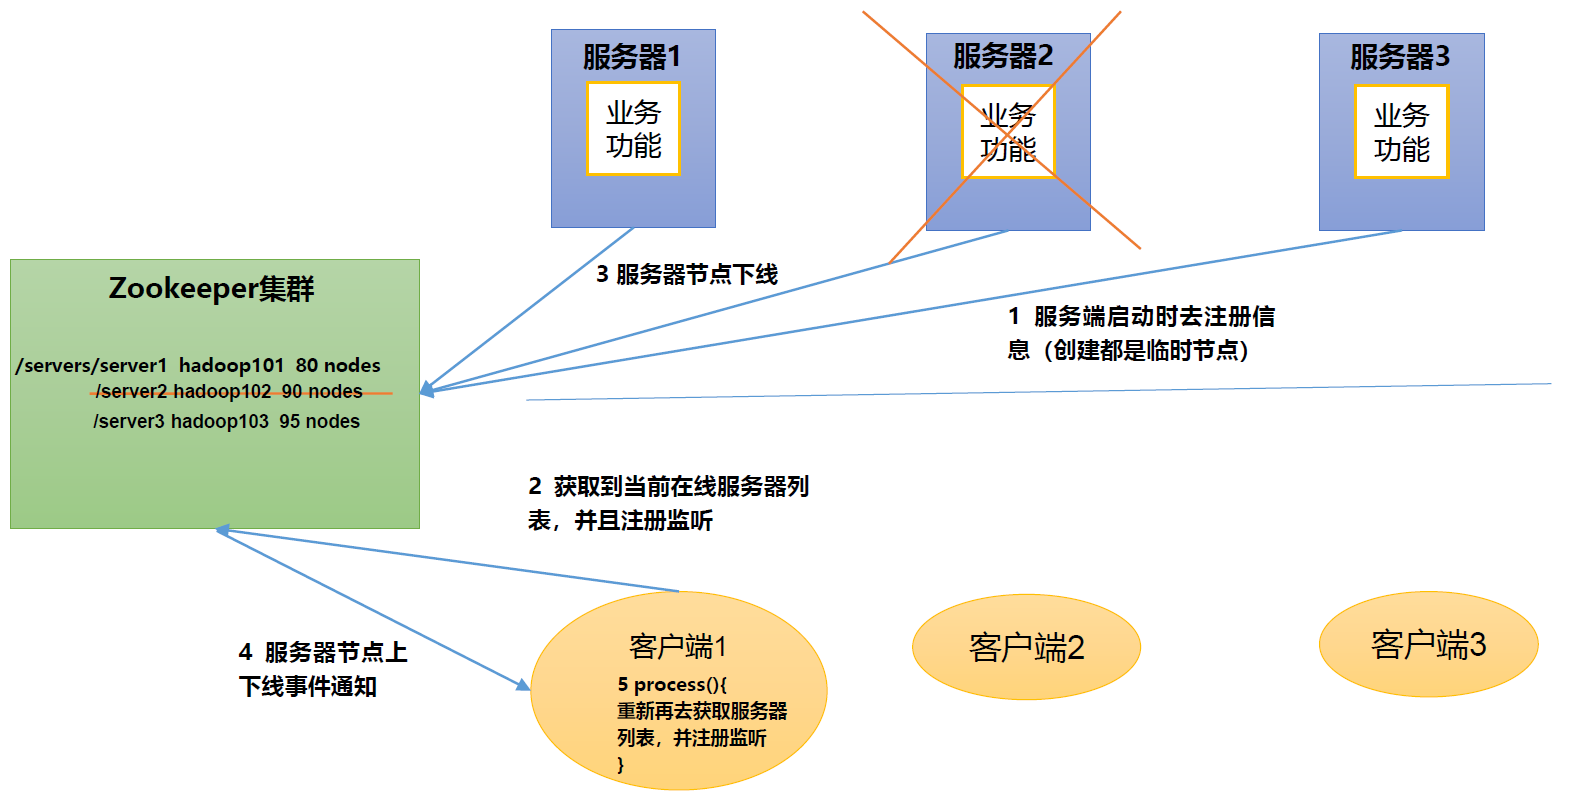 服务器1
业务
功能
服务器2
业务
功能
服务器3
业务
功能
3 服务器节点下线
1 服务端启动时去注册信
息（创建都是临时节点）
Zookeeper集群
/servers/server1 hadoop101 80 nodes
/server2 hadoop102 90 nodes
/server3 hadoop103 95 nodes
2 获取到当前在线服务器列
表，并且注册监听
4 服务器节点上
下线事件通知
客户端1
5 process(){
重新再去获取服务器
列表，并注册监听
}
客户端2
客户端3